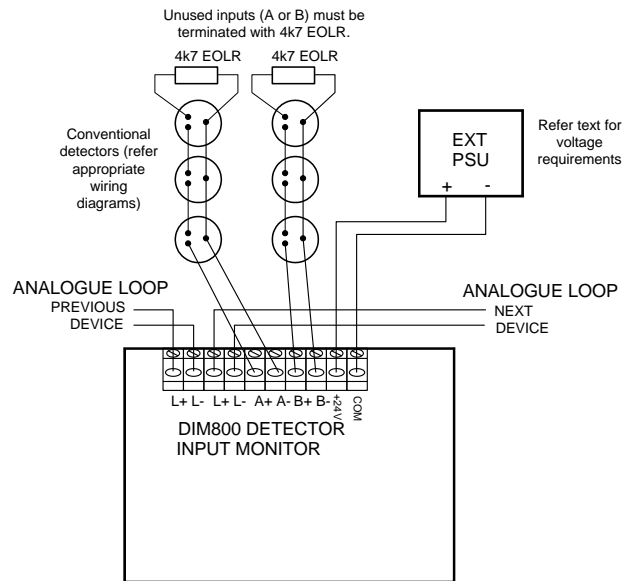 Unused inputs (A or B) must be
terminated with 4k7 EOLR.
4k7 EOLR
4k7 EOLR
Conventional
detectors (refer
appropriate
wiring
diagrams)
EXT
PSU
+ -
Refer text for
voltage
requirements
ANALOGUE LOOP
PREVIOUS
DEVICE
ANALOGUE LOOP
NEXT
DEVICE
L+ L- L+ L- A+ A- B+ B- +24V COM
DIM800 DETECTOR
INPUT MONITOR